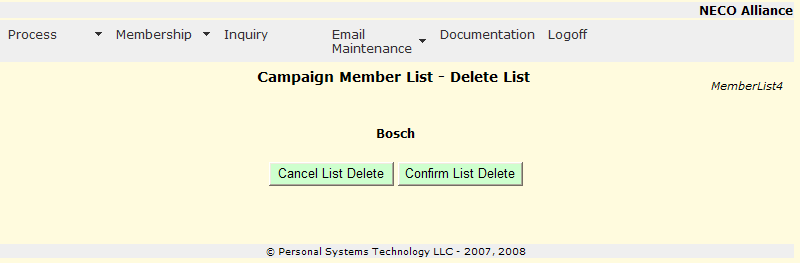 NECO Alliance
Process Membership Inquiry Email Maintenance Documentation Logoff
Campaign Member List - Delete List
MemberList4
Bosch
Cancel List Delete Confirm List Delete
© Personal Systems Technology LLC - 2007, 2008